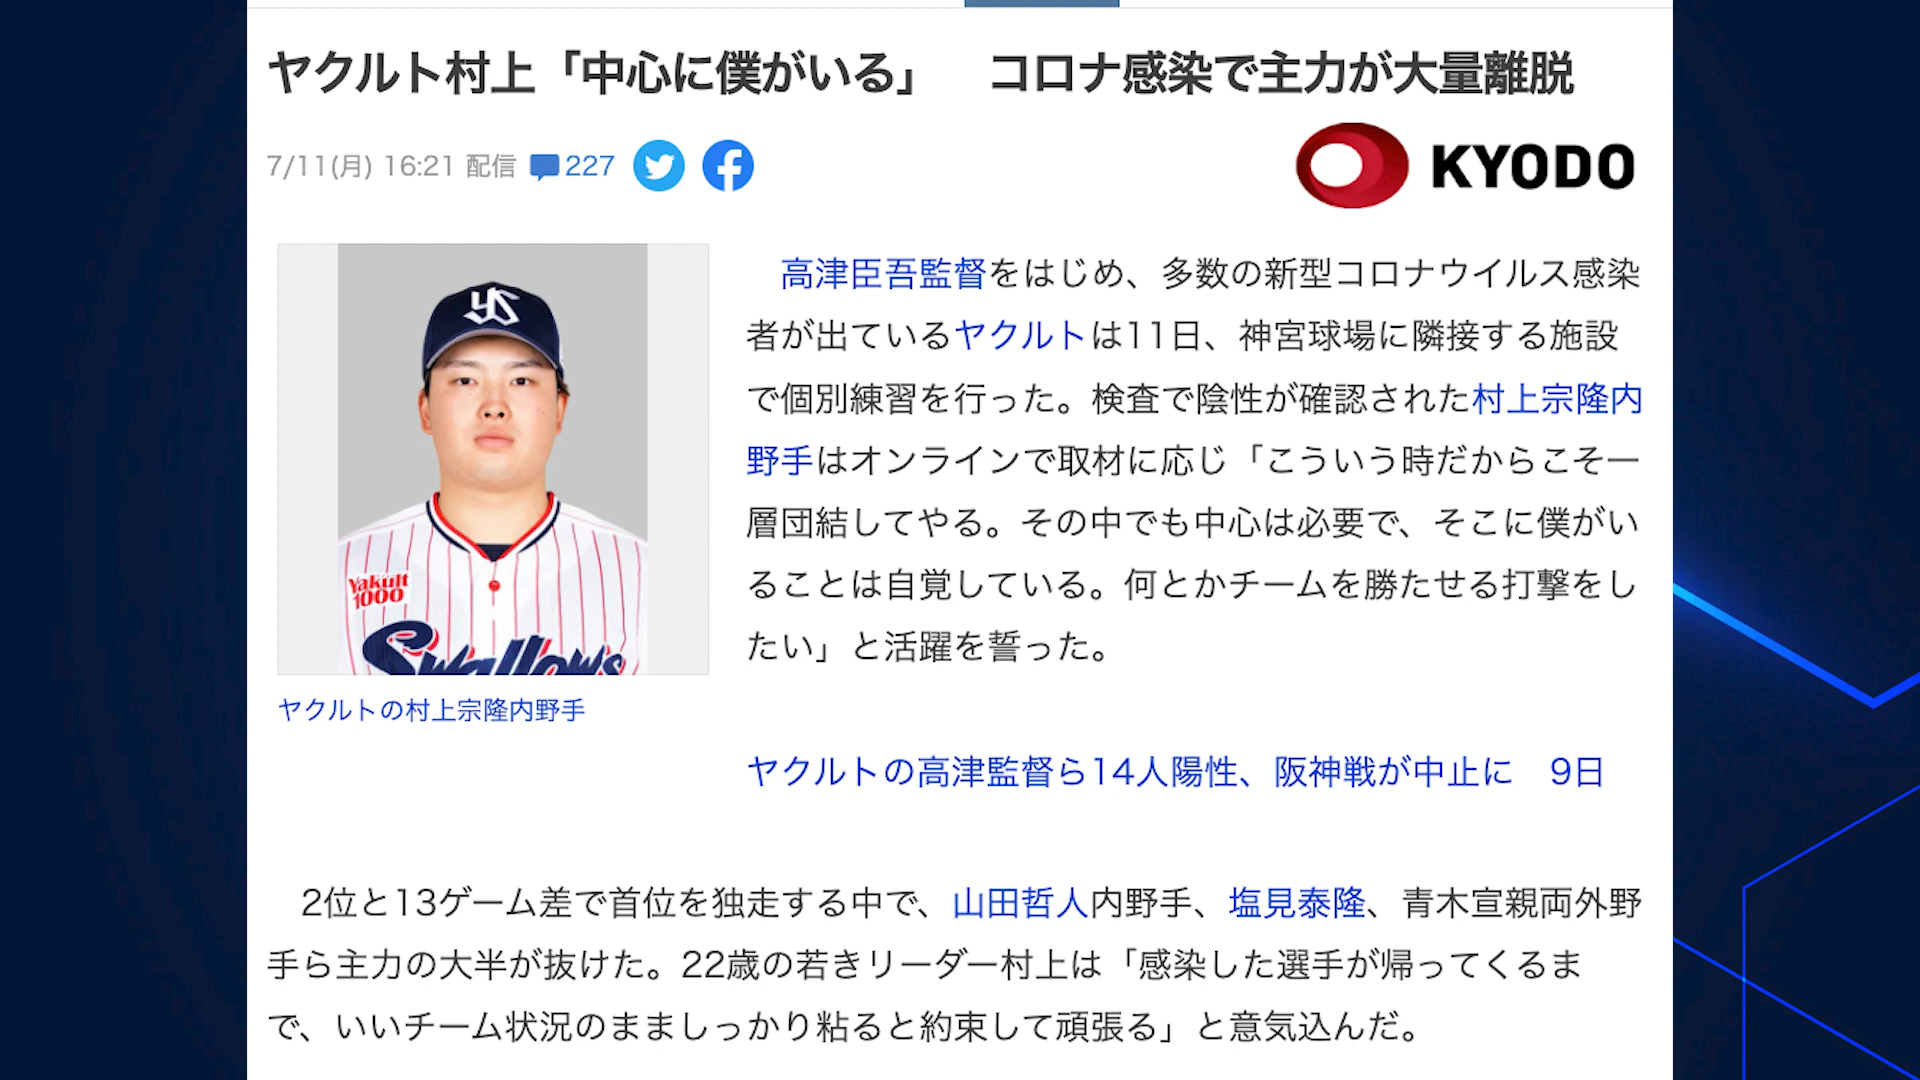 ヤクルト村上「中心に僕がいる」　コロナ感染で主力が大量離脱
7/11(月) 16:21 配信 227
KYODO
高津臣吾監督をはじめ、多数の新型コロナウイルス感染
者が出ているヤクルトは11日、神宮球場に隣接する施設
で個別練習を行った。検査で陰性が確認された村上宗隆内
野手はオンラインで取材に応じ「こういう時だからこそ一
層団結してやる。その中でも中心は必要で、そこに僕がい
ることは自覚している。何とかチームを勝たせる打撃をし
たい」と活躍を誓った。
YS
Yakult
1000
Swallows
ヤクルトの村上宗隆内野手
ヤクルトの高津監督ら14人陽性、阪神戦が中止に　9日
2位と13ゲーム差で首位を独走する中で、山田哲人内野手、塩見泰隆、青木宣親両外野
手ら主力の大半が抜けた。22歳の若きリーダー村上は「感染した選手が帰ってくるま
で、いいチーム状況のまましっかり粘ると約束して頑張る」と意気込んだ。